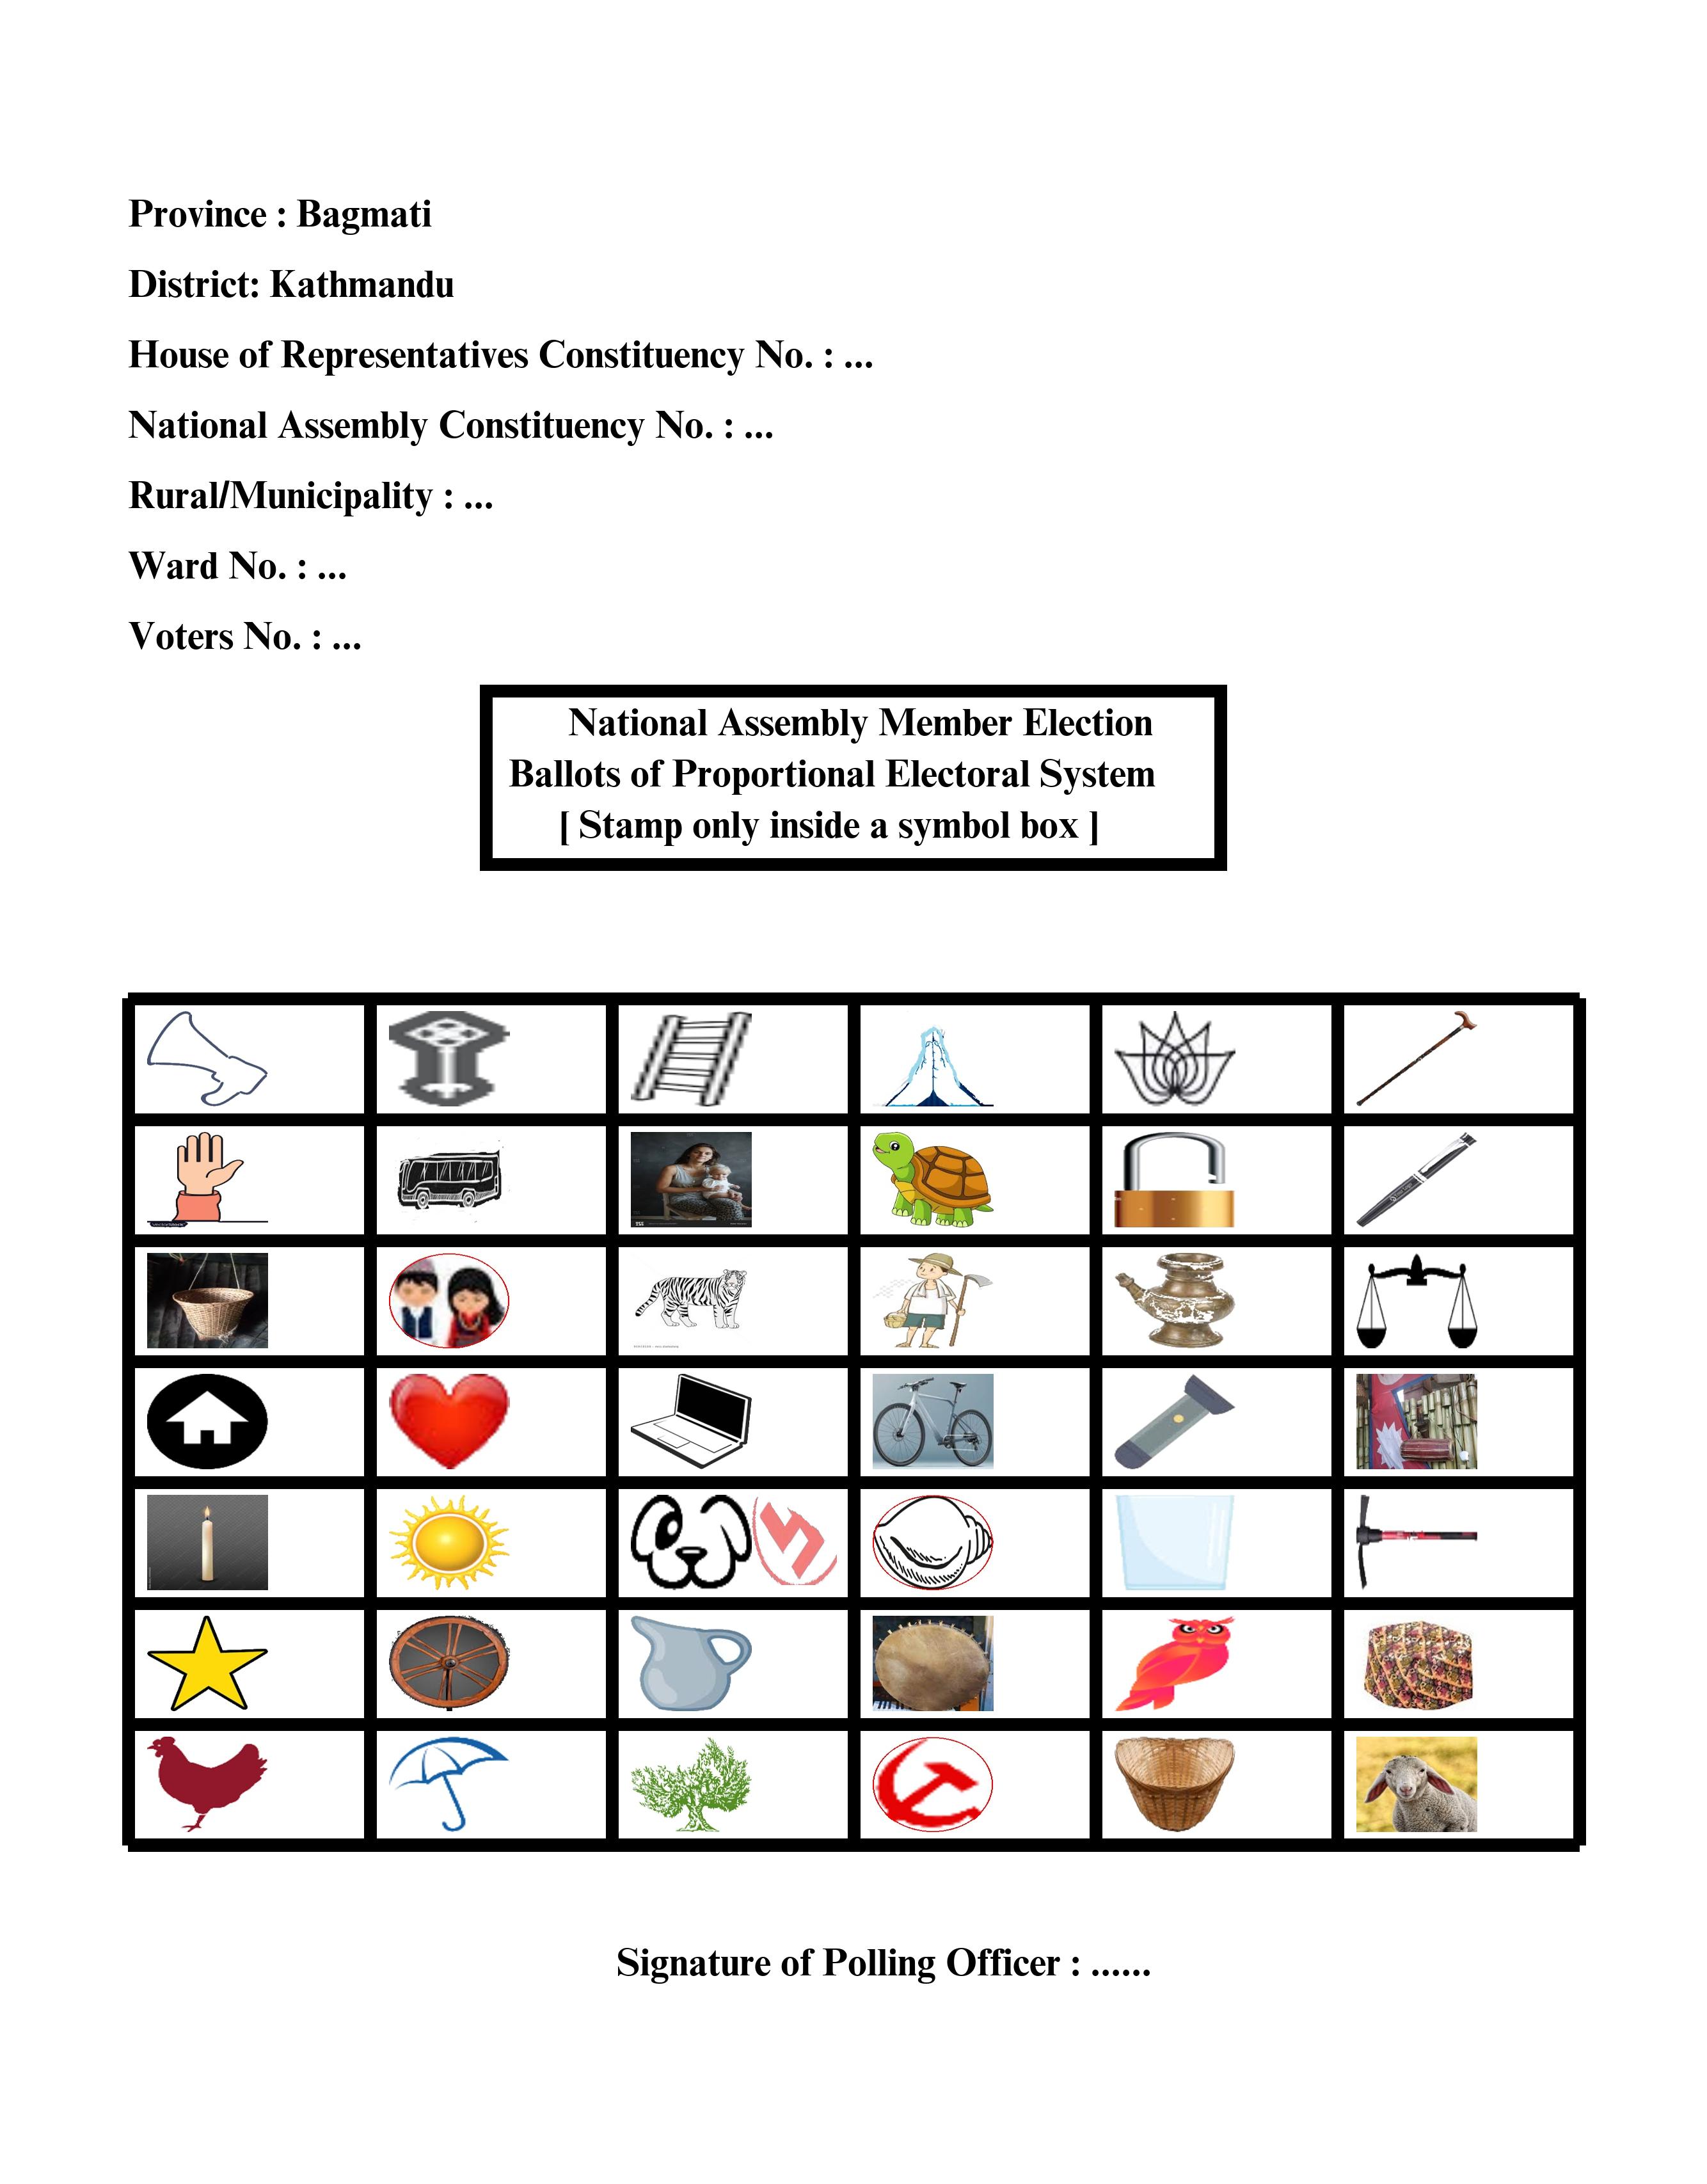 Province : Bagmati
District: Kathmandu
House of Representatives Constituency No. : ...
National Assembly Constituency No. : ...
Rural/Municipality : ...
Ward No. : ...
Voters No. : ...
National Assembly Member Election
Ballots of Proportional Electoral System
[ Stamp only inside a symbol box ]
Signature of Polling Officer : ......